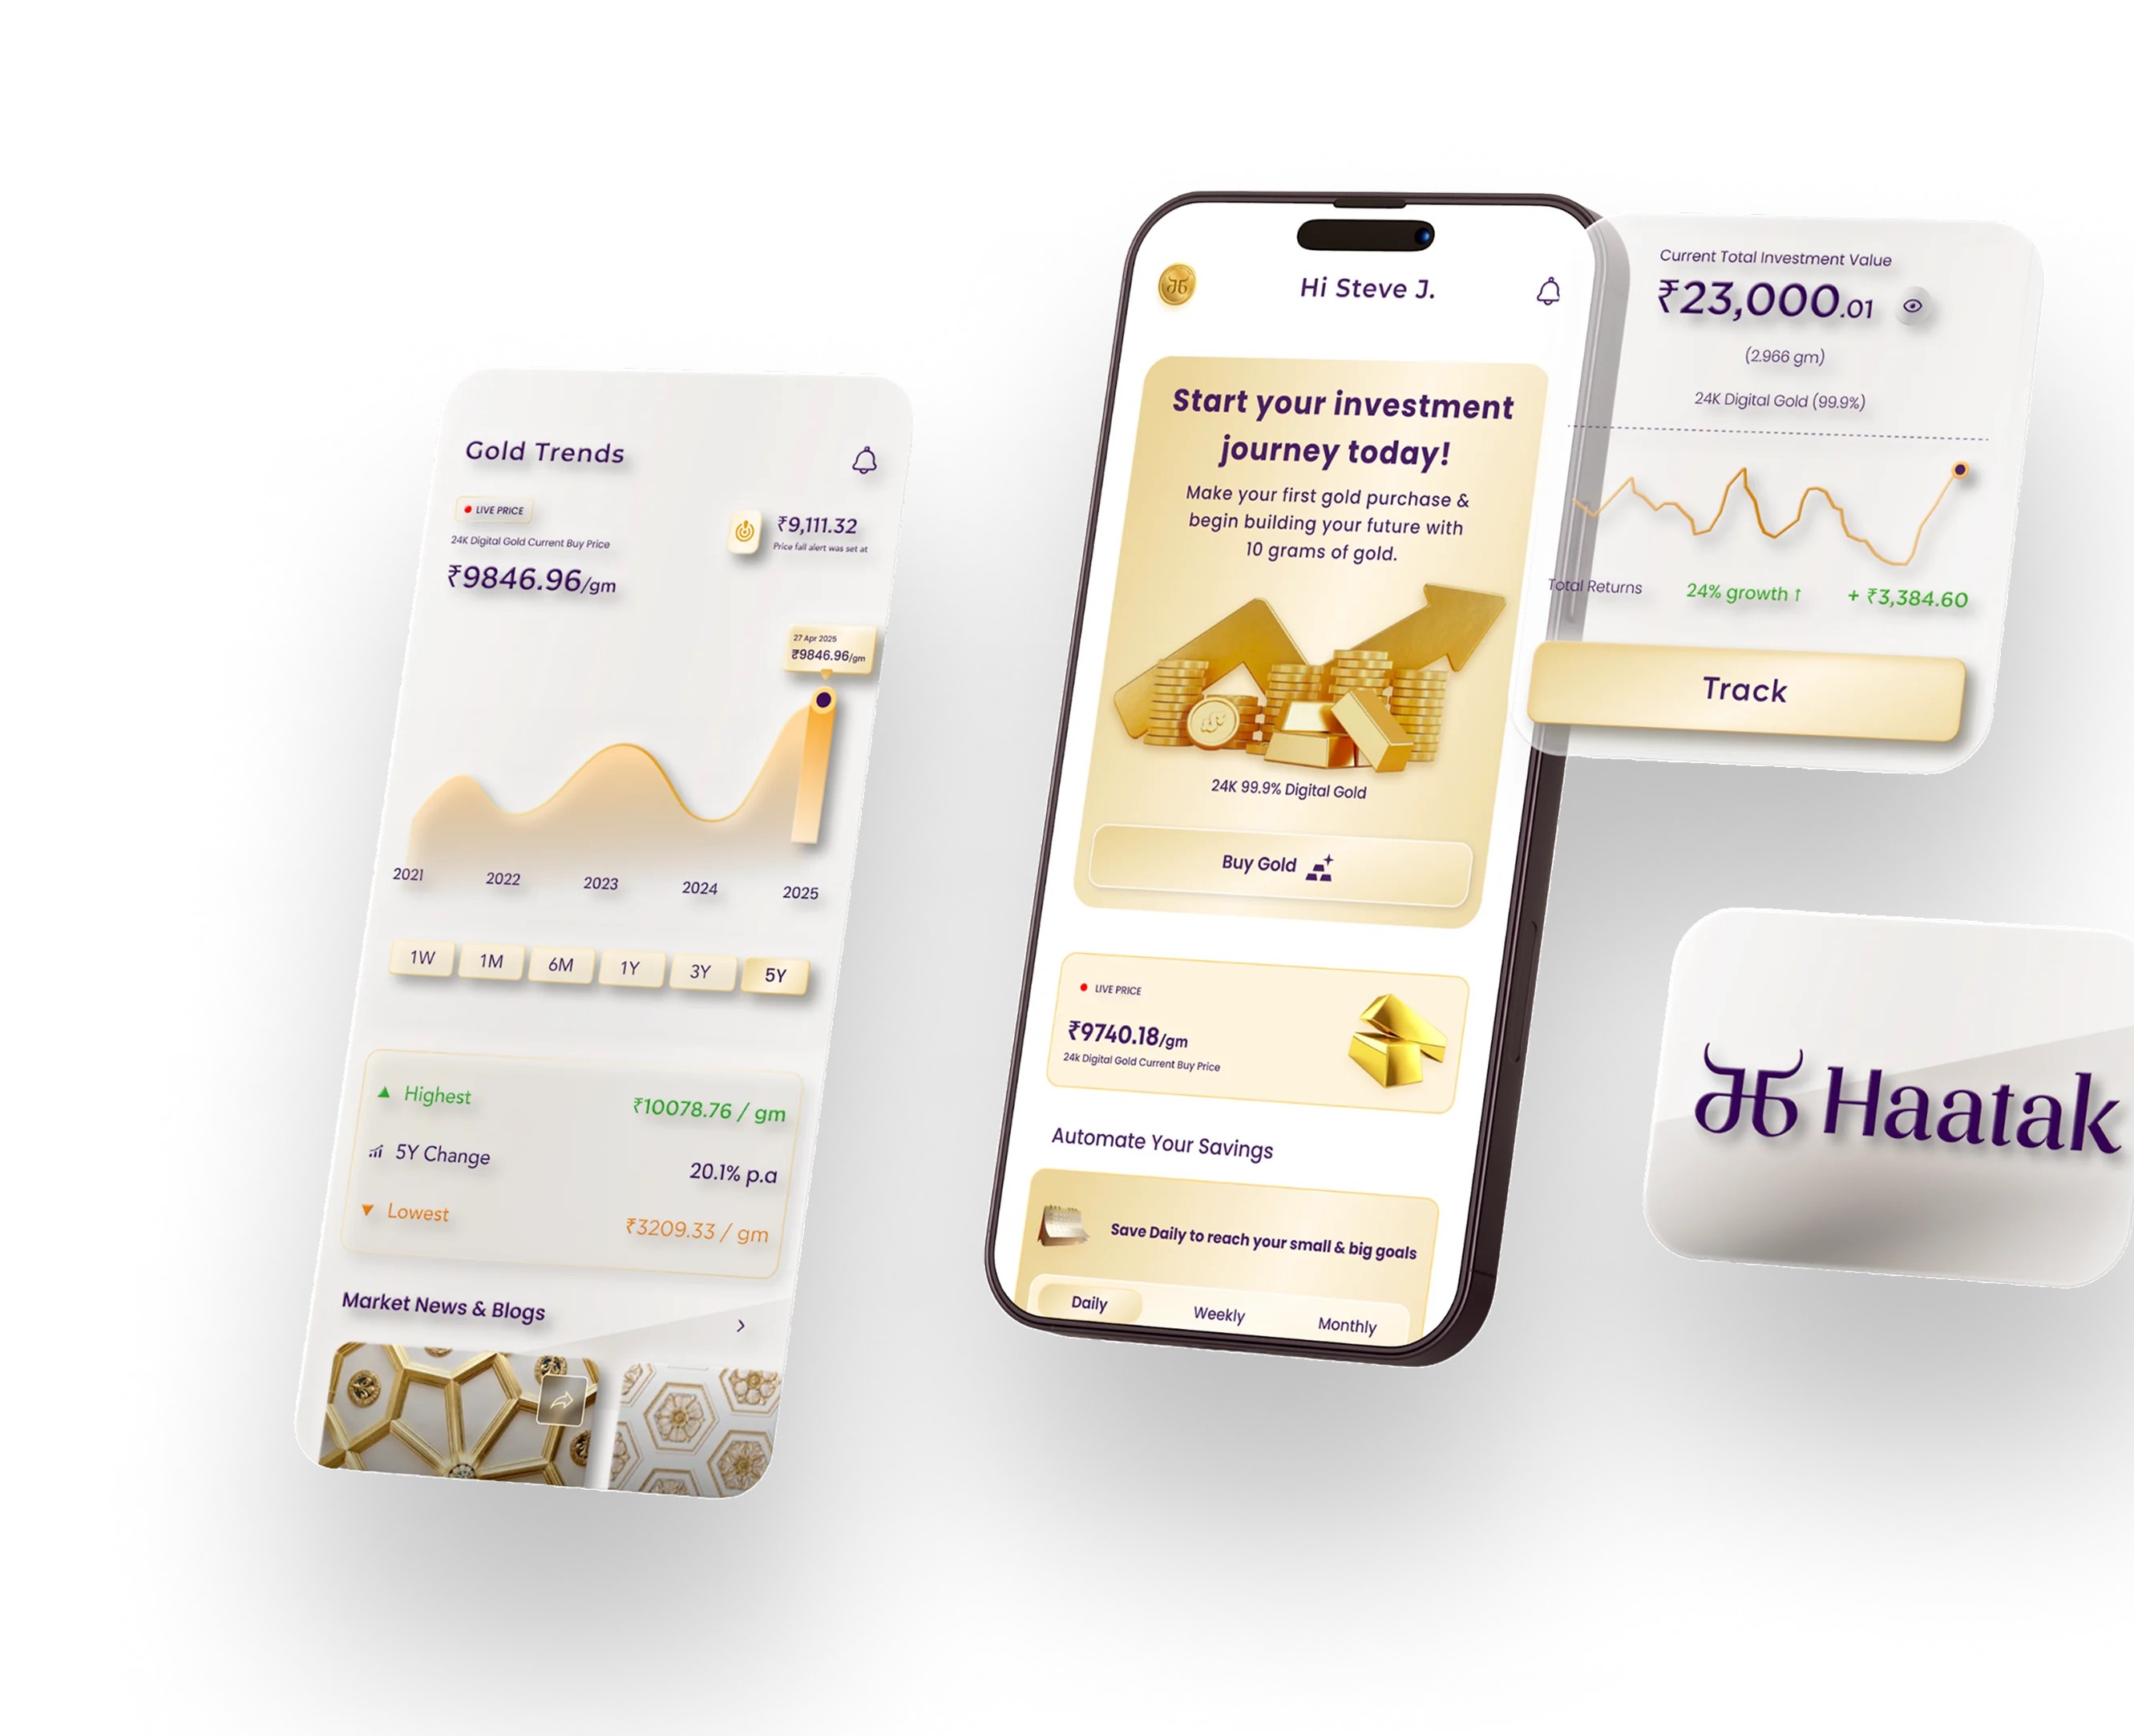 Gold Trends
LIVE PRICE
24K Digital Gold Current Buy Price
₹9846.96/gm
₹9,111.32
Price fall alert was set at
27 Apr 2025
₹9846.96/gm
2021 2022 2023 2024 2025
1W 1M 6M 1Y 3Y 5Y
Highest ₹10078.76 / gm
5Y Change 20.1% p.a
Lowest ₹3209.33 / gm
Market News & Blogs
Hi Steve J.
Start your investment
journey today!
Make your first gold purchase &
begin building your future with
10 grams of gold.
24K 99.9% Digital Gold
Buy Gold
LIVE PRICE
₹9740.18/gm
24k Digital Gold Current Buy Price
Automate Your Savings
Save Daily to reach your small & big goals
Daily Weekly Monthly
Current Total Investment Value
₹23,000.01
(2.966 gm)
24K Digital Gold (99.9%)
Total Returns 24% growth ↑ + ₹3,384.60
Track
Haatak